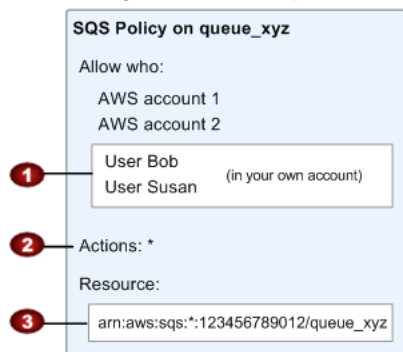 SQS Policy on queue_xyz
Allow who:
AWS account 1
AWS account 2
1
User Bob
User Susan
(in your own account)
2
Actions: *
Resource:
3
arn:aws:sqs:*:123456789012/queue_xyz